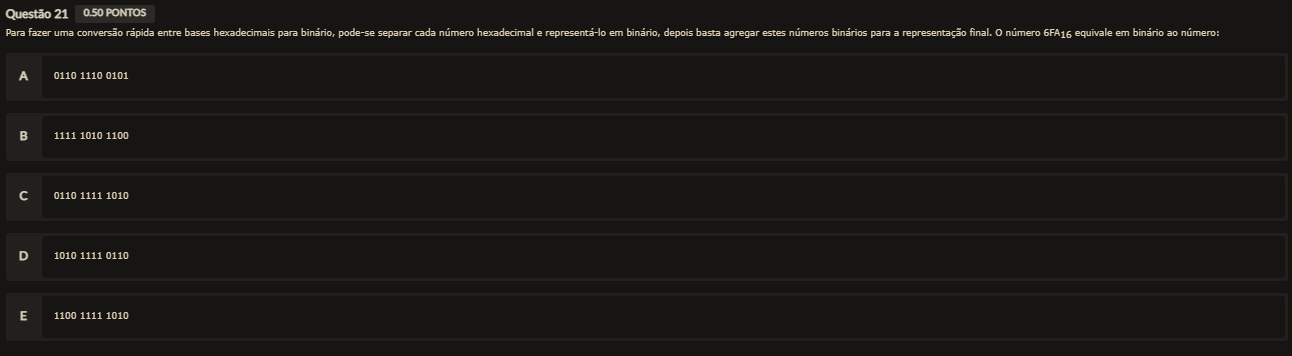 Questão 21 0.50 PONTOS
Para fazer uma conversão rápida entre bases hexadecimais para binário, pode-se separar cada número hexadecimal e representá-lo em binário, depois basta agregar estes números binários para a representação final. O número 6FA16 equivale em binário ao número:
A 0110 1110 0101
B 1111 1010 1100
C 0110 1111 1010
D 1010 1111 0110
E 1100 1111 1010